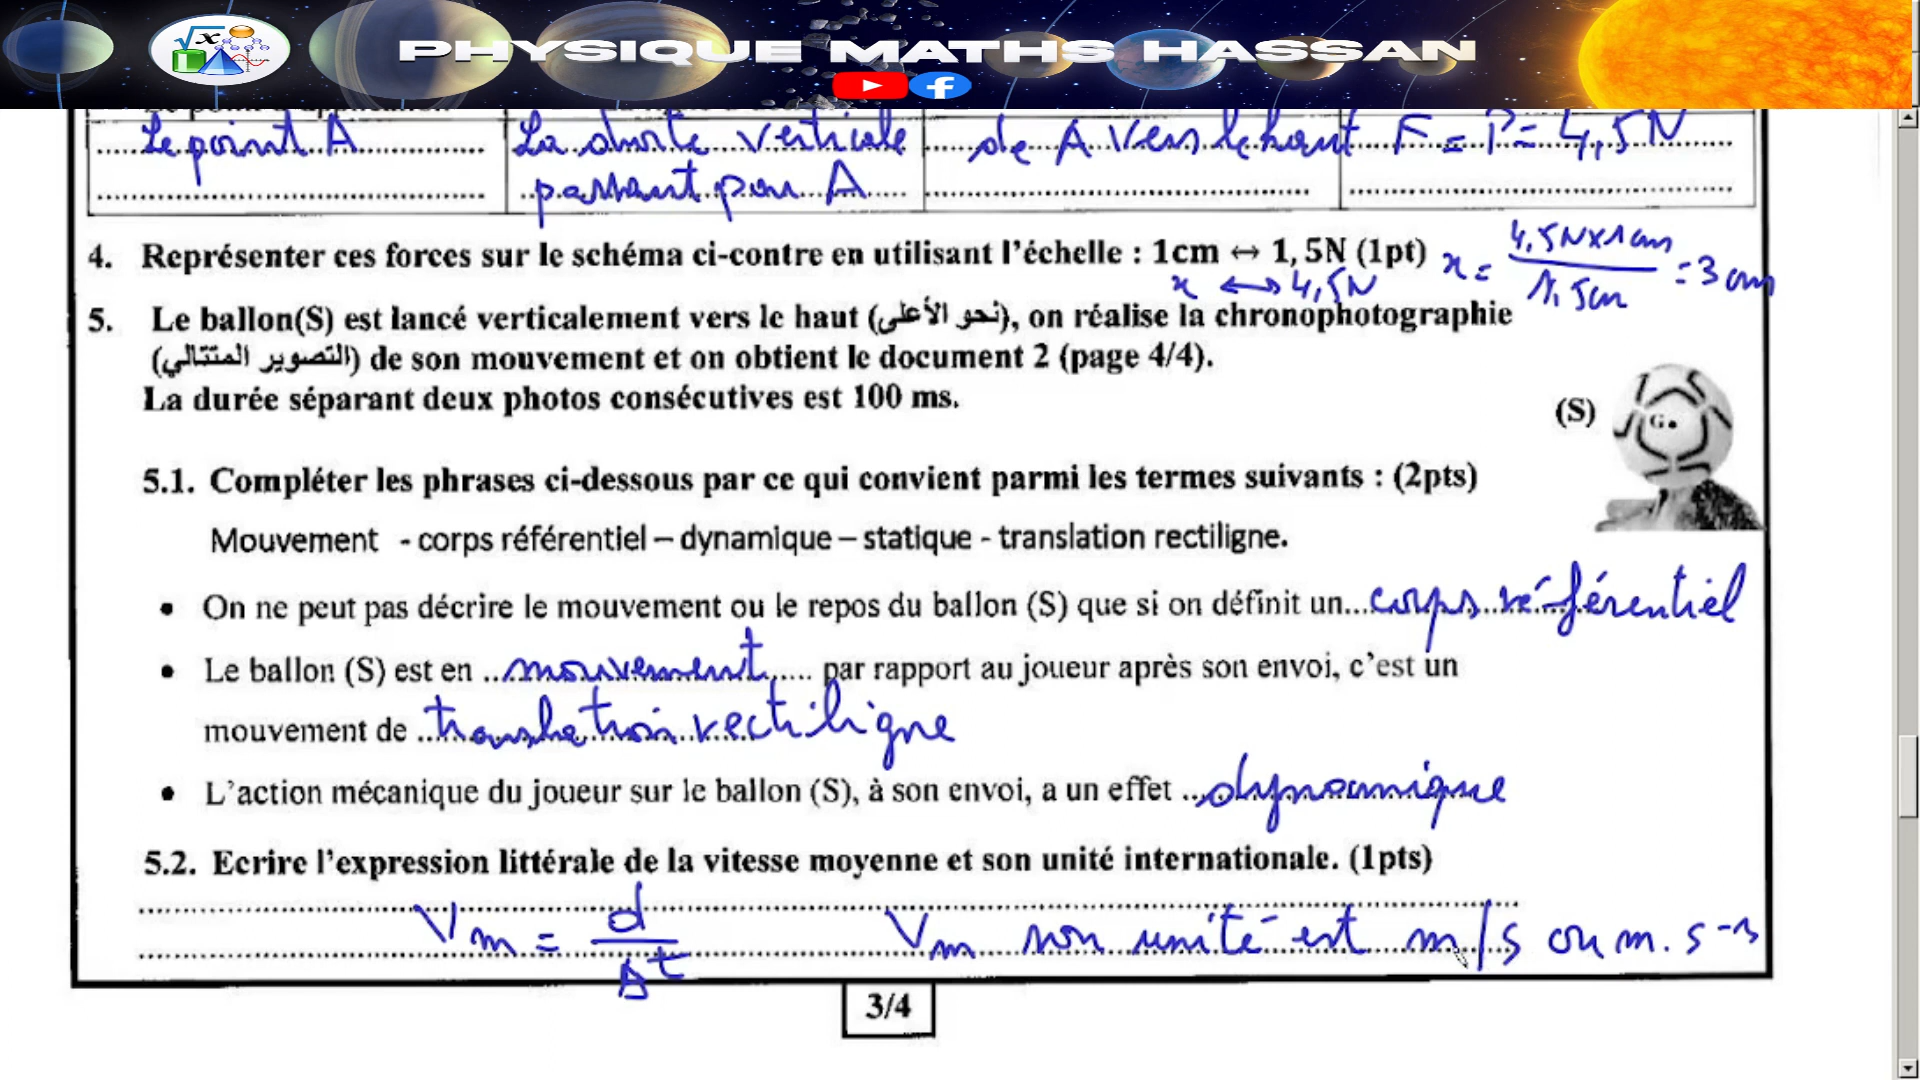 PHYSIQUE MATHS HASSAN
Le point A
La droite verticale
de A vers le haut
F = P = 4,5N
passant par A
4. Représenter ces forces sur le schéma ci-contre en utilisant l'échelle : 1cm ↔ 1,5N (1pt)
x = 4,5N×1cm / 1,5cm = 3cm
x ↔ 4,5N
5. Le ballon(S) est lancé verticalement vers le haut (نحو الأعلى), on réalise la chronophotographie
(التصوير المتتالي) de son mouvement et on obtient le document 2 (page 4/4).
La durée séparant deux photos consécutives est 100 ms.
(S)
G.
5.1. Compléter les phrases ci-dessous par ce qui convient parmi les termes suivants : (2pts)
Mouvement - corps référentiel – dynamique – statique - translation rectiligne.
• On ne peut pas décrire le mouvement ou le repos du ballon (S) que si on définit un...corps référentiel
• Le ballon (S) est en ...mouvement..... par rapport au joueur après son envoi, c'est un
mouvement de ...translation rectiligne
• L'action mécanique du joueur sur le ballon (S), à son envoi, a un effet ...dynamique
5.2. Ecrire l'expression littérale de la vitesse moyenne et son unité internationale. (1pts)
Vm = d / Δt Vm son unité est m/s ou m.s-1
3/4